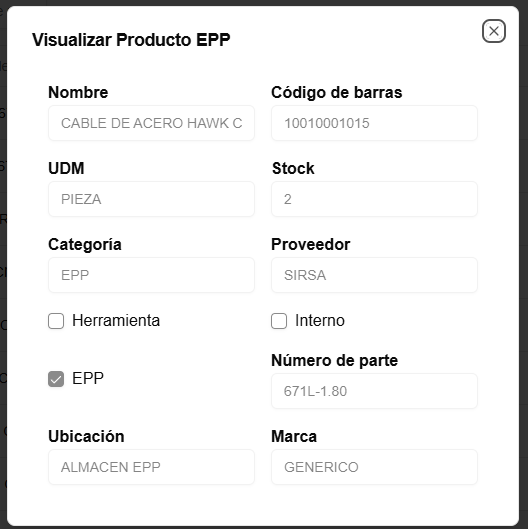 Visualizar Producto EPP
Nombre
Código de barras
CABLE DE ACERO HAWK C
10010001015
UDM
Stock
PIEZA
2
Categoría
Proveedor
EPP
SIRSA
Herramienta
Interno
EPP
Número de parte
671L-1.80
Ubicación
Marca
ALMACEN EPP
GENERICO